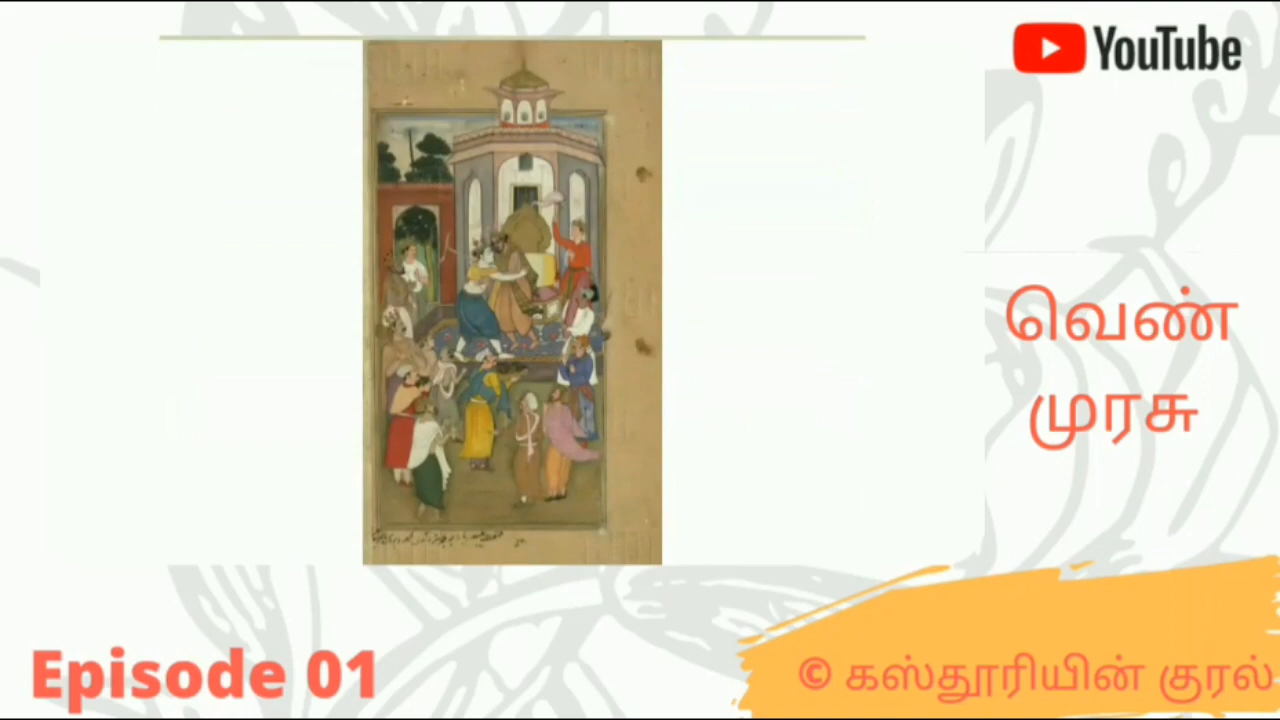 YouTube
வெண்
முரசு
Episode 01
© கஸ்தூரியின் குரல்